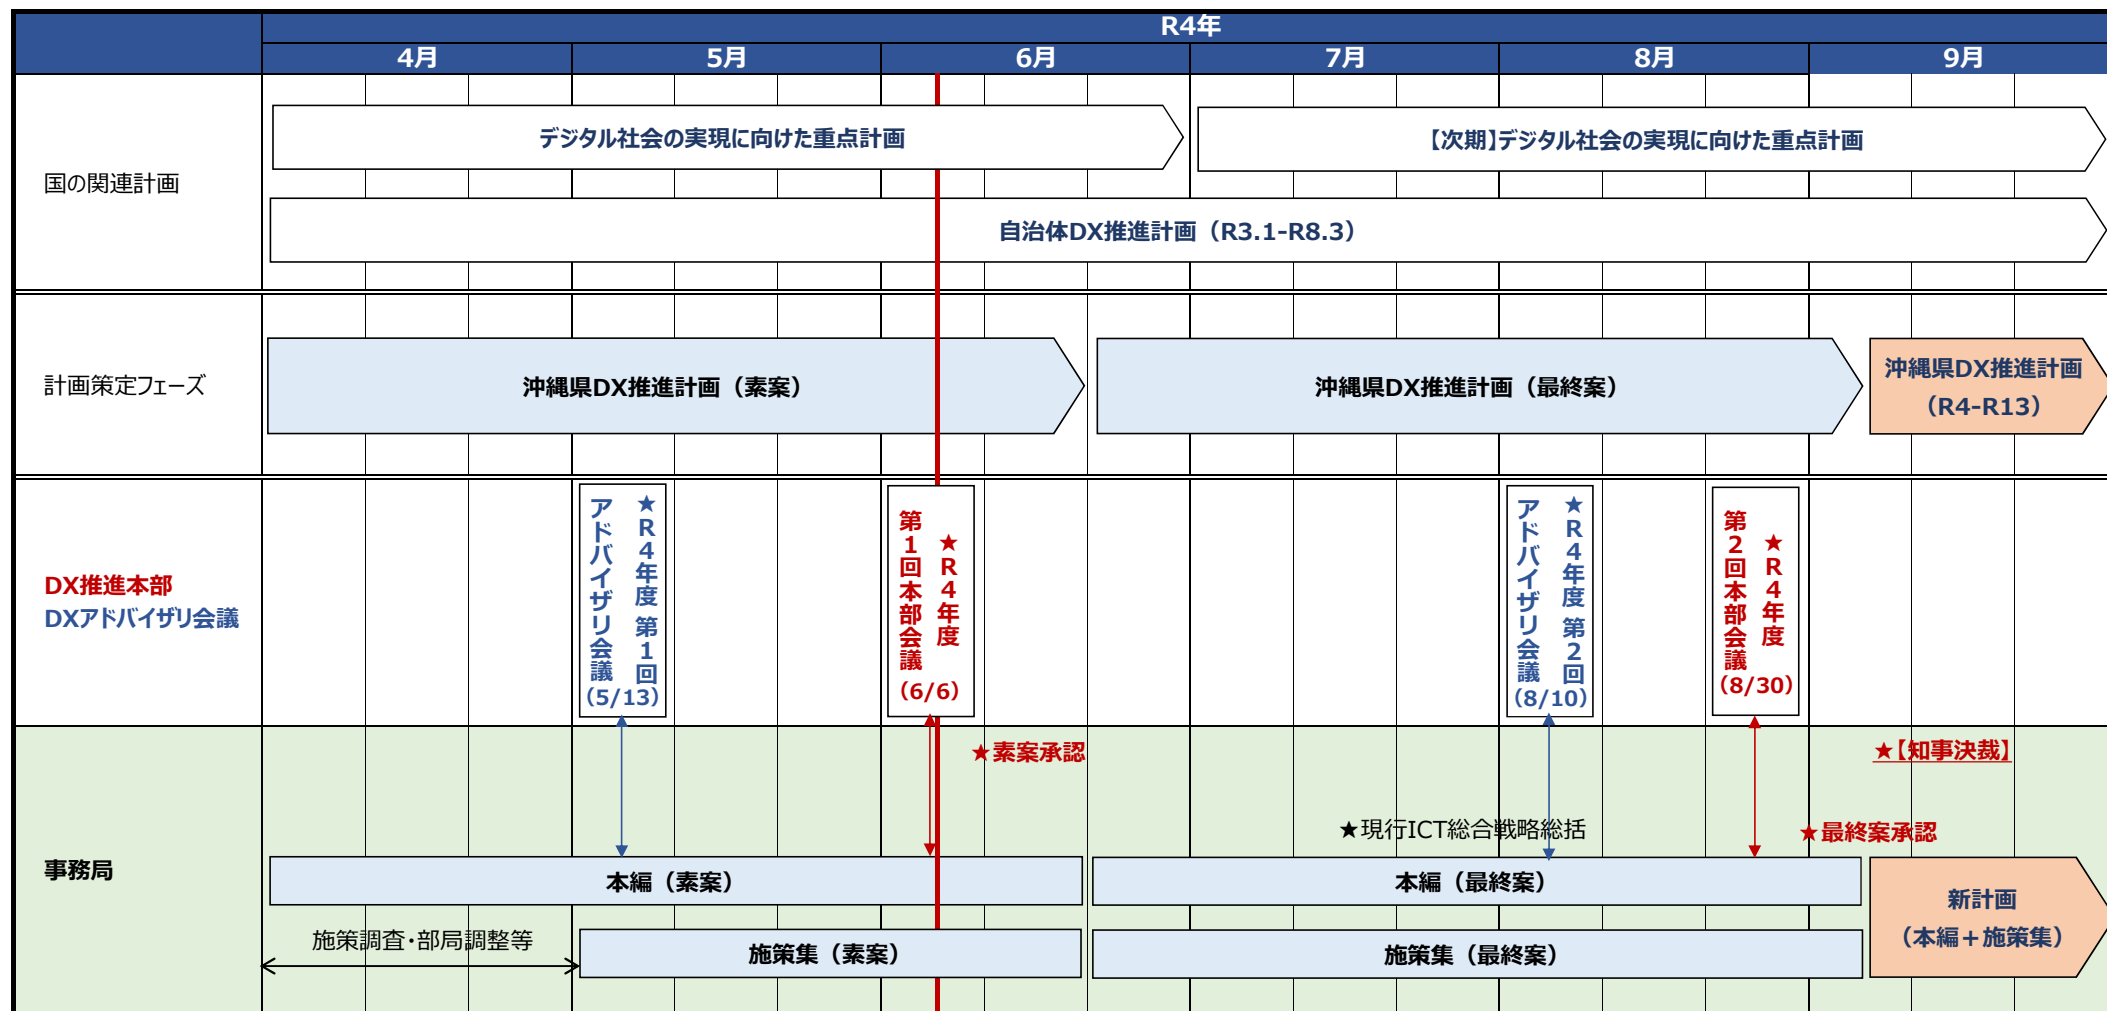 R4年
4月
5月
6月
7月
8月
9月
国の関連計画
デジタル社会の実現に向けた重点計画
【次期】デジタル社会の実現に向けた重点計画
自治体DX推進計画（R3.1-R8.3）
計画策定フェーズ
沖縄県DX推進計画（素案）
沖縄県DX推進計画（最終案）
沖縄県DX推進計画
（R4-R13）
DX推進本部
DXアドバイザリ会議
★R4年度 第1回
アドバイザリ会議
（5/13）
★R4年度
第1回本部会議
（6/6）
★R4年度 第2回
アドバイザリ会議
（8/10）
★R4年度
第2回本部会議
（8/30）
事務局
★素案承認
★【知事決裁】
★現行ICT総合戦略総括
★最終案承認
本編（素案）
本編（最終案）
新計画
（本編＋施策集）
施策調査・部局調整等
施策集（素案）
施策集（最終案）